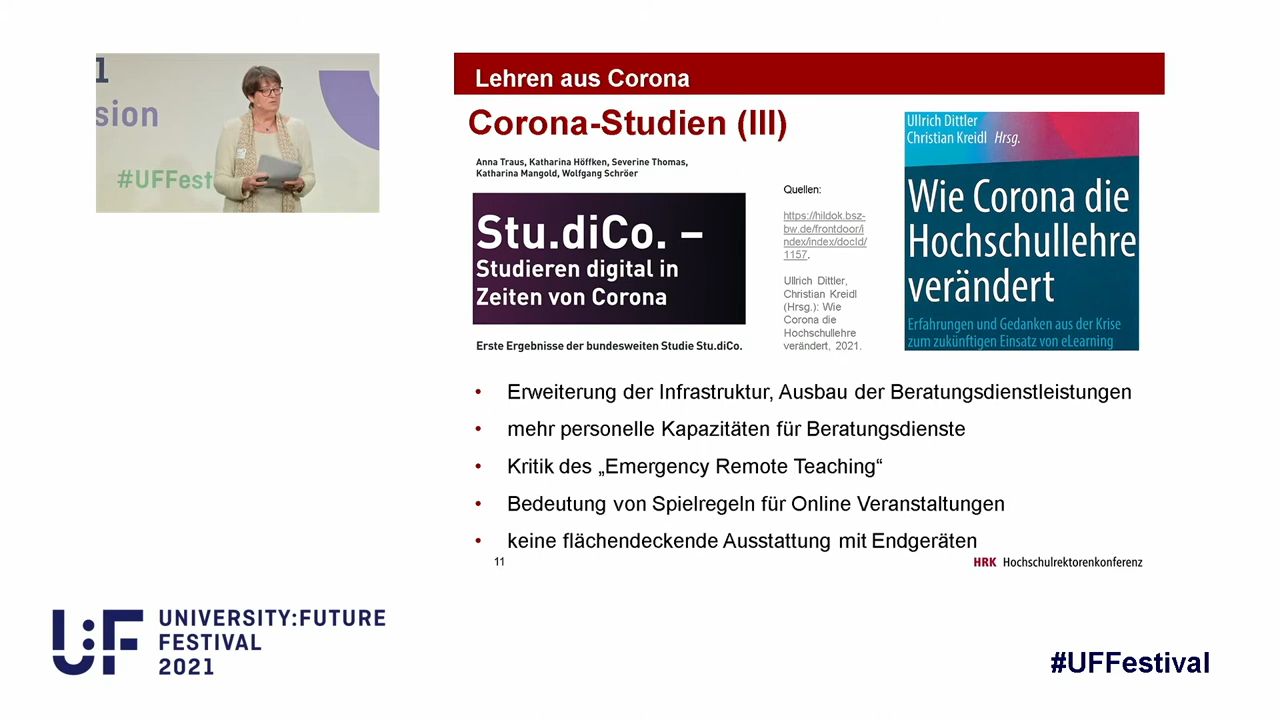 1
sion
#UFFest
Lehren aus Corona
Corona-Studien (III)
Anna Traus, Katharina Höffken, Severine Thomas,
Katharina Mangold, Wolfgang Schröer
Stu.diCo. –
Studieren digital in
Zeiten von Corona
Erste Ergebnisse der bundesweiten Studie Stu.diCo.
Quellen:
https://hildok.bsz-
bw.de/frontdoor/i
ndex/index/docId/
1157.
Ullrich Dittler,
Christian Kreidl
(Hrsg.): Wie
Corona die
Hochschullehre
verändert, 2021.
Ullrich Dittler
Christian Kreidl Hrsg.
Wie Corona die
Hochschullehre
verändert
Erfahrungen und Gedanken aus der Krise
zum zukünftigen Einsatz von eLearning
• Erweiterung der Infrastruktur, Ausbau der Beratungsdienstleistungen
• mehr personelle Kapazitäten für Beratungsdienste
• Kritik des „Emergency Remote Teaching“
• Bedeutung von Spielregeln für Online Veranstaltungen
• keine flächendeckende Ausstattung mit Endgeräten
11
HRK Hochschulrektorenkonferenz
U:F
UNIVERSITY:FUTURE
FESTIVAL
2021
#UFFestival